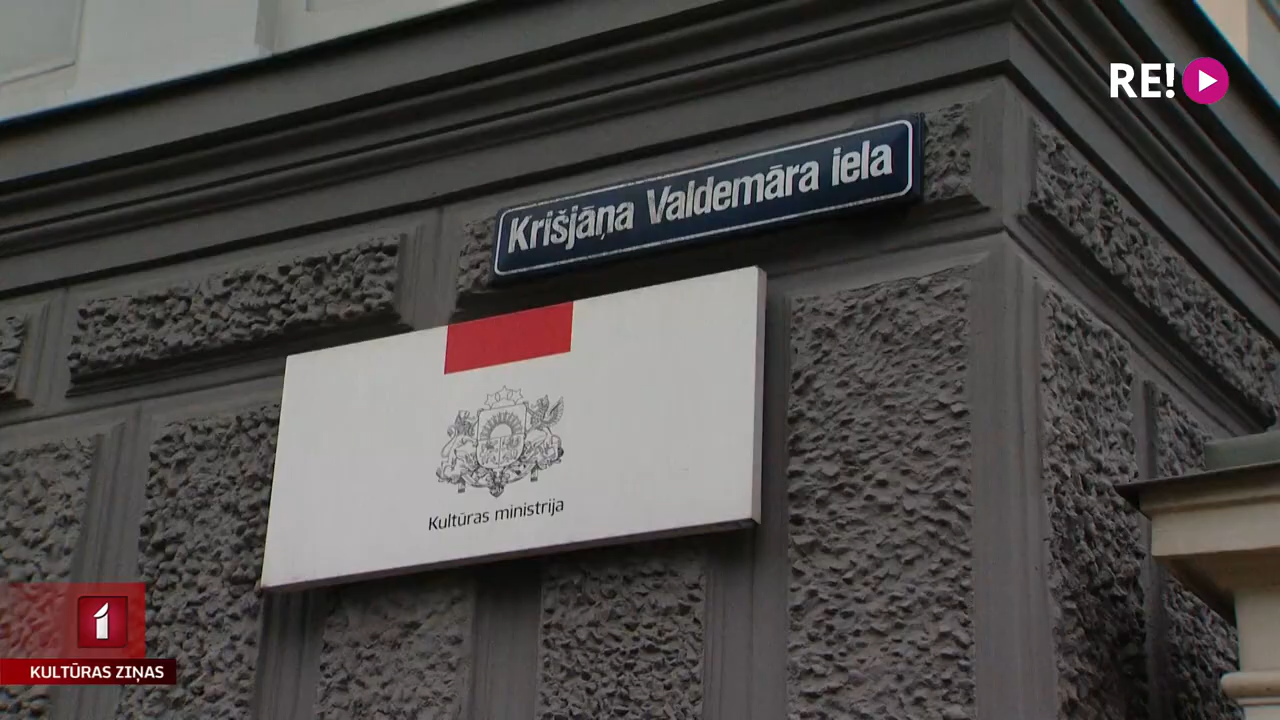 RE!
Krišjāņa Valdemāra iela
Kultūras ministrija
1
KULTŪRAS ZIŅAS